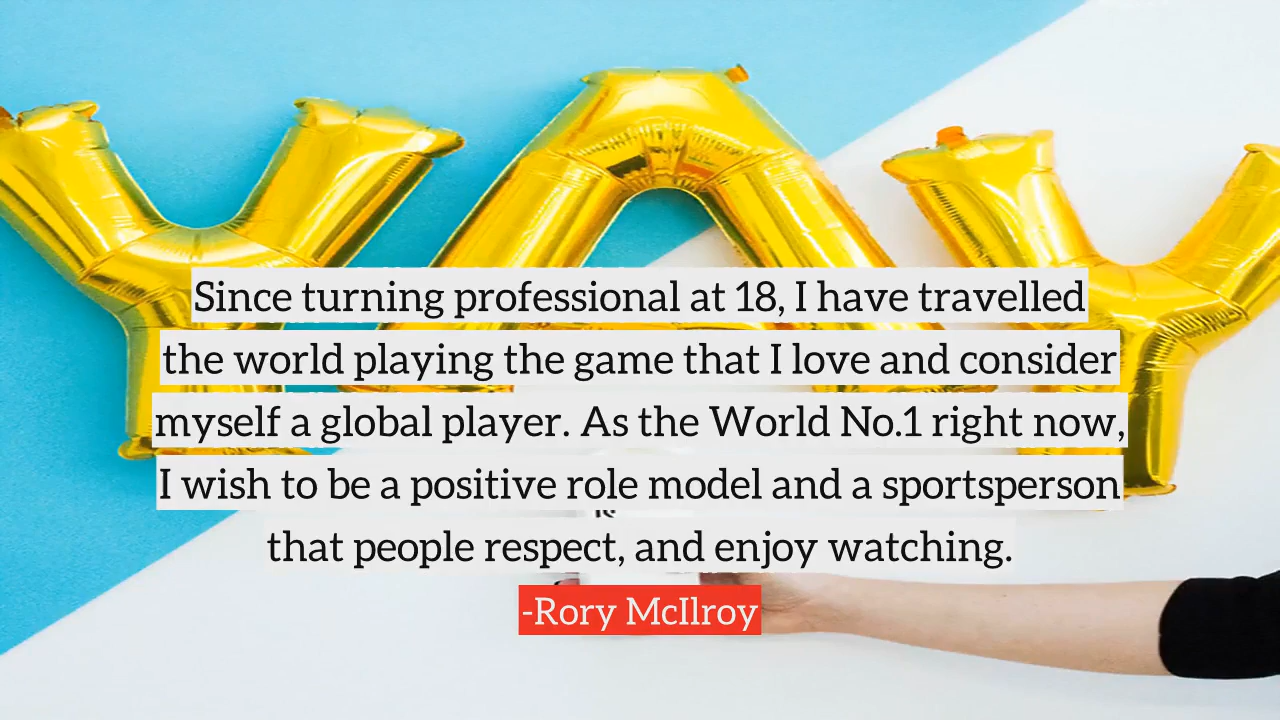 YAY
Since turning professional at 18, I have travelled
the world playing the game that I love and consider
myself a global player. As the World No.1 right now,
I wish to be a positive role model and a sportsperson
that people respect, and enjoy watching.
-Rory McIlroy